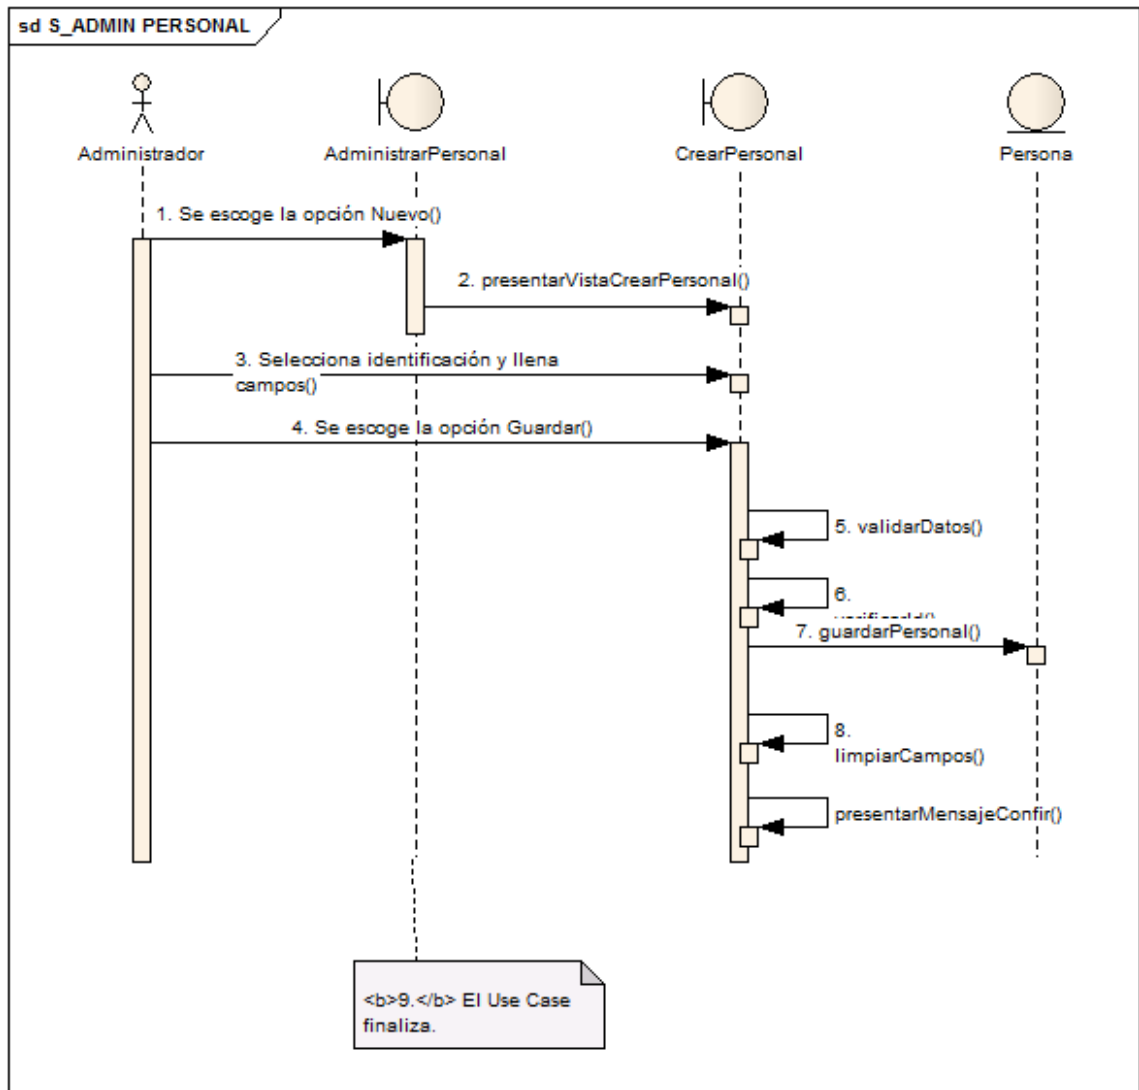 sd S_ADMIN PERSONAL
Administrador
AdministrarPersonal
CrearPersonal
Persona
1. Se escoge la opción Nuevo()
2. presentarVistaCrearPersonal()
3. Selecciona identificación y llena
campos()
4. Se escoge la opción Guardar()
5. validarDatos()
6.
7. guardarPersonal()
8.
limpiarCampos()
presentarMensajeConfir()
<b>9.</b> El Use Case
finaliza.